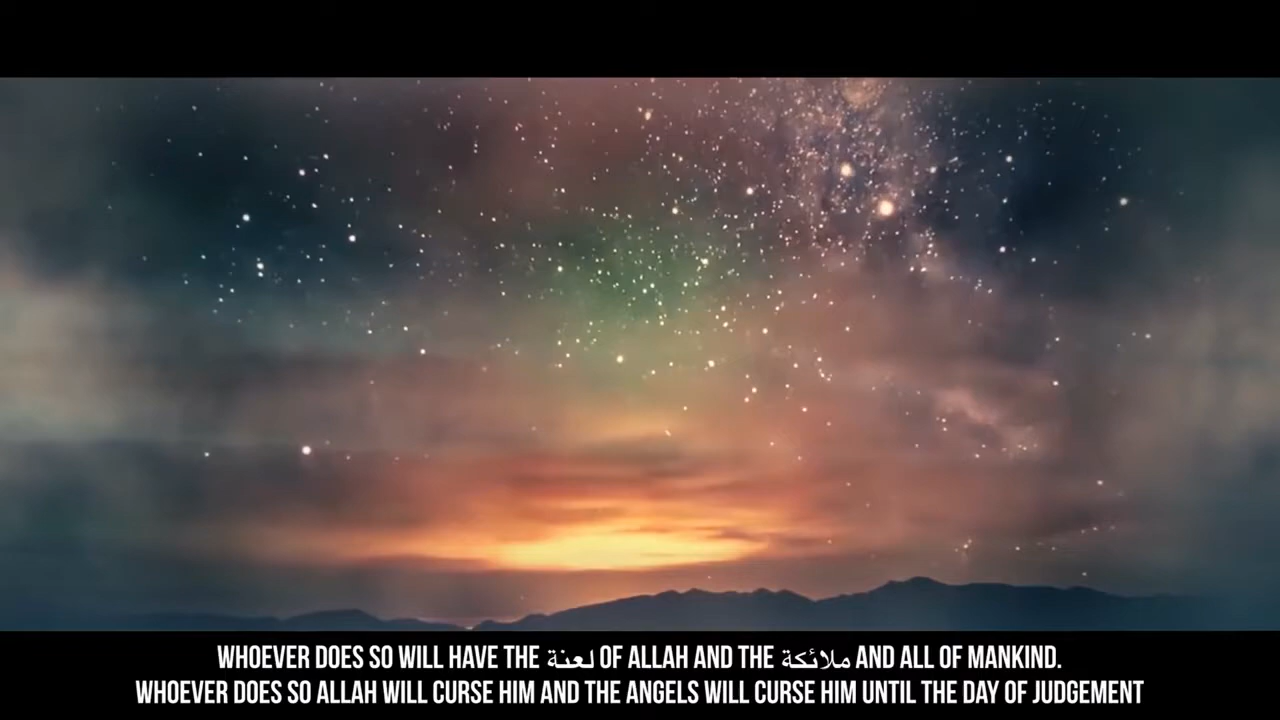 WHOEVER DOES SO WILL HAVE THE لعنة OF ALLAH AND THE ملائكة AND ALL OF MANKIND.
WHOEVER DOES SO ALLAH WILL CURSE HIM AND THE ANGELS WILL CURSE HIM UNTIL THE DAY OF JUDGEMENT